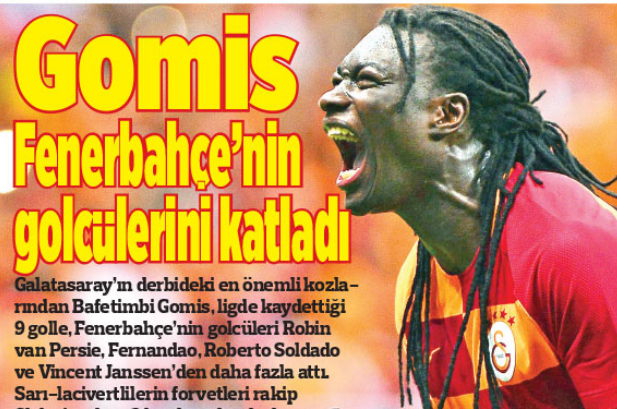 Gomis
Fenerbahçe'nin
golcülerini katladı
Galatasaray'ın derbideki en önemli kozla-
rından Bafetimbi Gomis, ligde kaydettiği
9 golle, Fenerbahçe'nin golcüleri Robin
van Persie, Fernandao, Roberto Soldado
ve Vincent Janssen'den daha fazla attı.
Sarı-lacivertlilerin forvetleri rakip